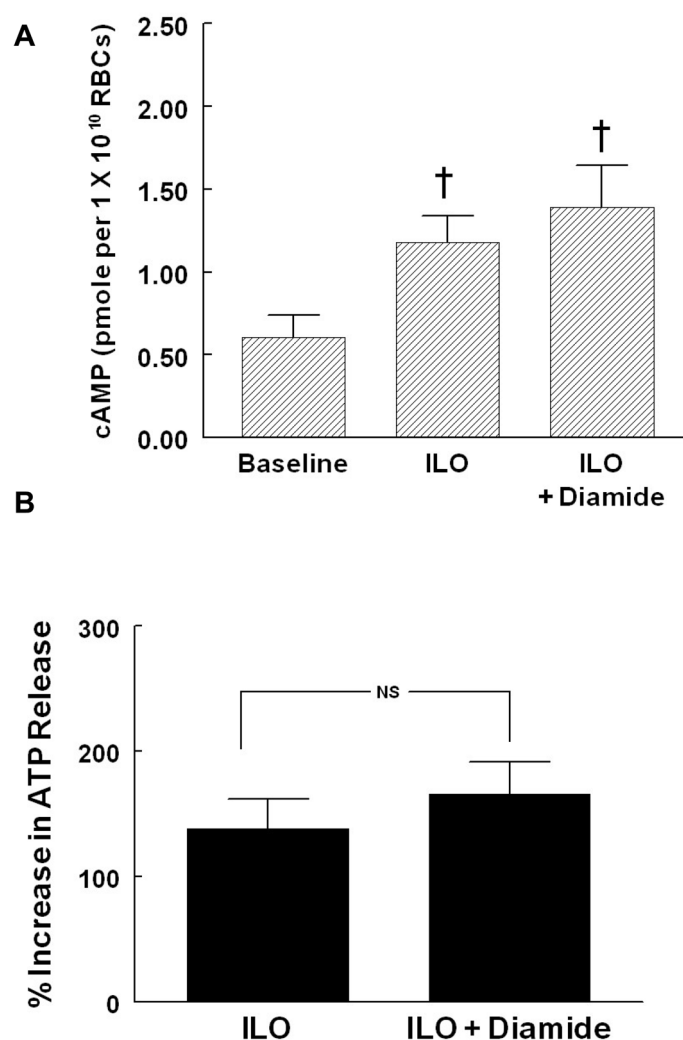 A
cAMP (pmole per 1 X 10¹⁰ RBCs)
2.50
2.00
1.50
1.00
0.50
0.00
†
†
Baseline
ILO
ILO
+ Diamide
B
% Increase in ATP Release
300
200
100
0
NS
ILO
ILO + Diamide